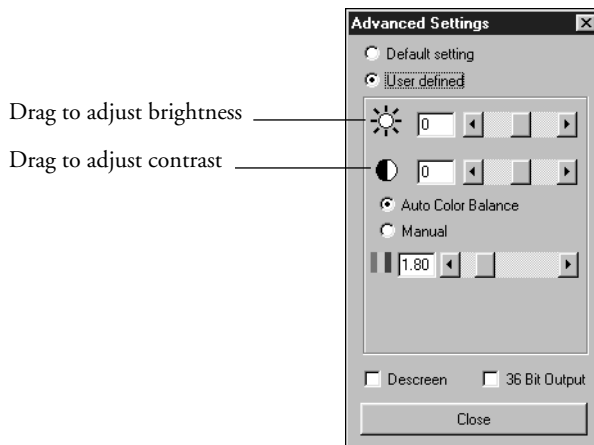 Advanced Settings
Default setting
User defined
Drag to adjust brightness
0
Drag to adjust contrast
0
Auto Color Balance
Manual
1.80
Descreen
36 Bit Output
Close